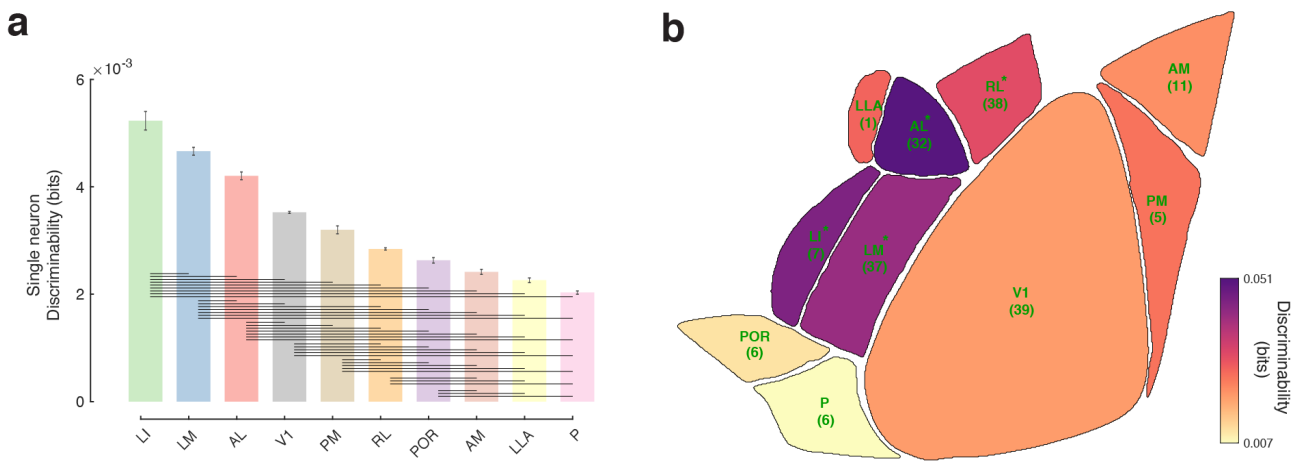 a
b
×10⁻³
6
4
2
0
Single neuron
Discriminability (bits)
LI
LM
AL
V1
PM
RL
POR
AM
LLA
P
AM
(11)
RL*
(38)
LLA
(1)
AL*
(32)
PM
(5)
LI*
(7)
LM*
(37)
V1
(39)
POR
(6)
P
(6)
0.051
0.007
Discriminability
(bits)